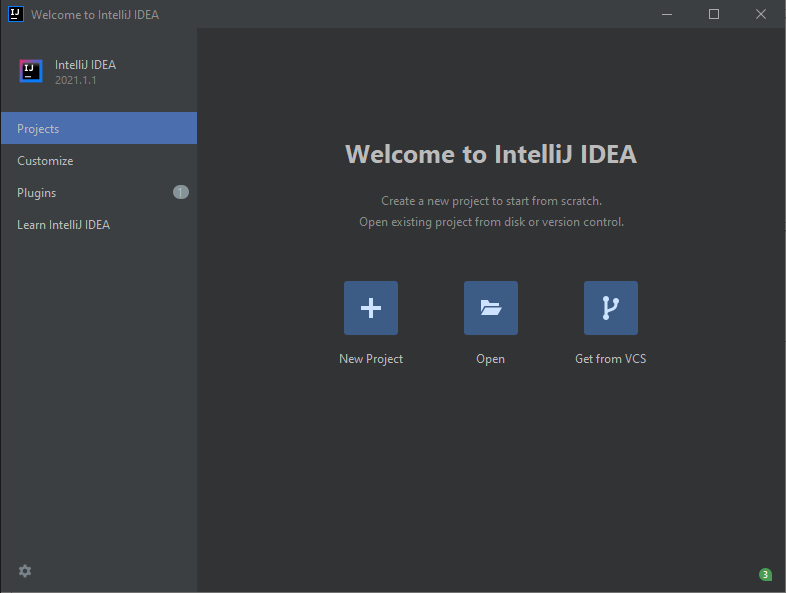 IJ Welcome to IntelliJ IDEA
IJ IntelliJ IDEA
2021.1.1
Projects
Customize
Plugins 1
Learn IntelliJ IDEA
Welcome to IntelliJ IDEA
Create a new project to start from scratch.
Open existing project from disk or version control.
New Project Open Get from VCS
3